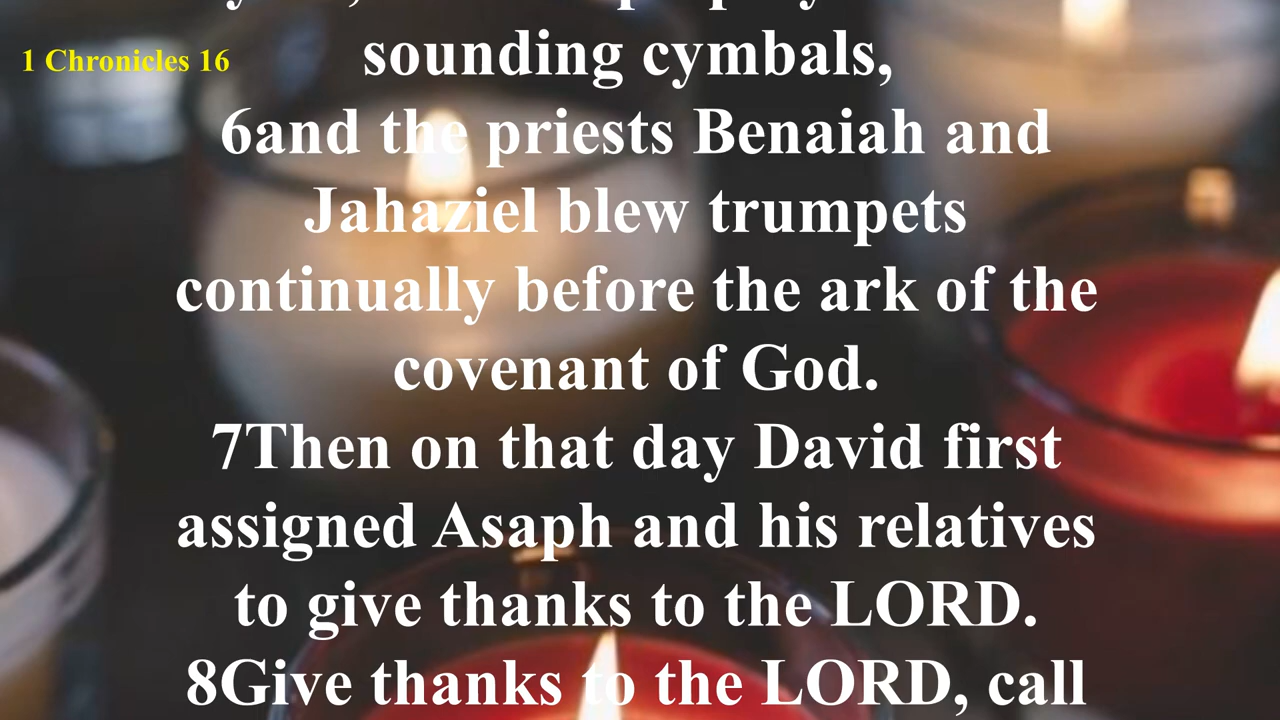 1 Chronicles 16
sounding cymbals,
6and the priests Benaiah and
Jahaziel blew trumpets
continually before the ark of the
covenant of God.
7Then on that day David first
assigned Asaph and his relatives
to give thanks to the LORD.
8Give thanks to the LORD, call